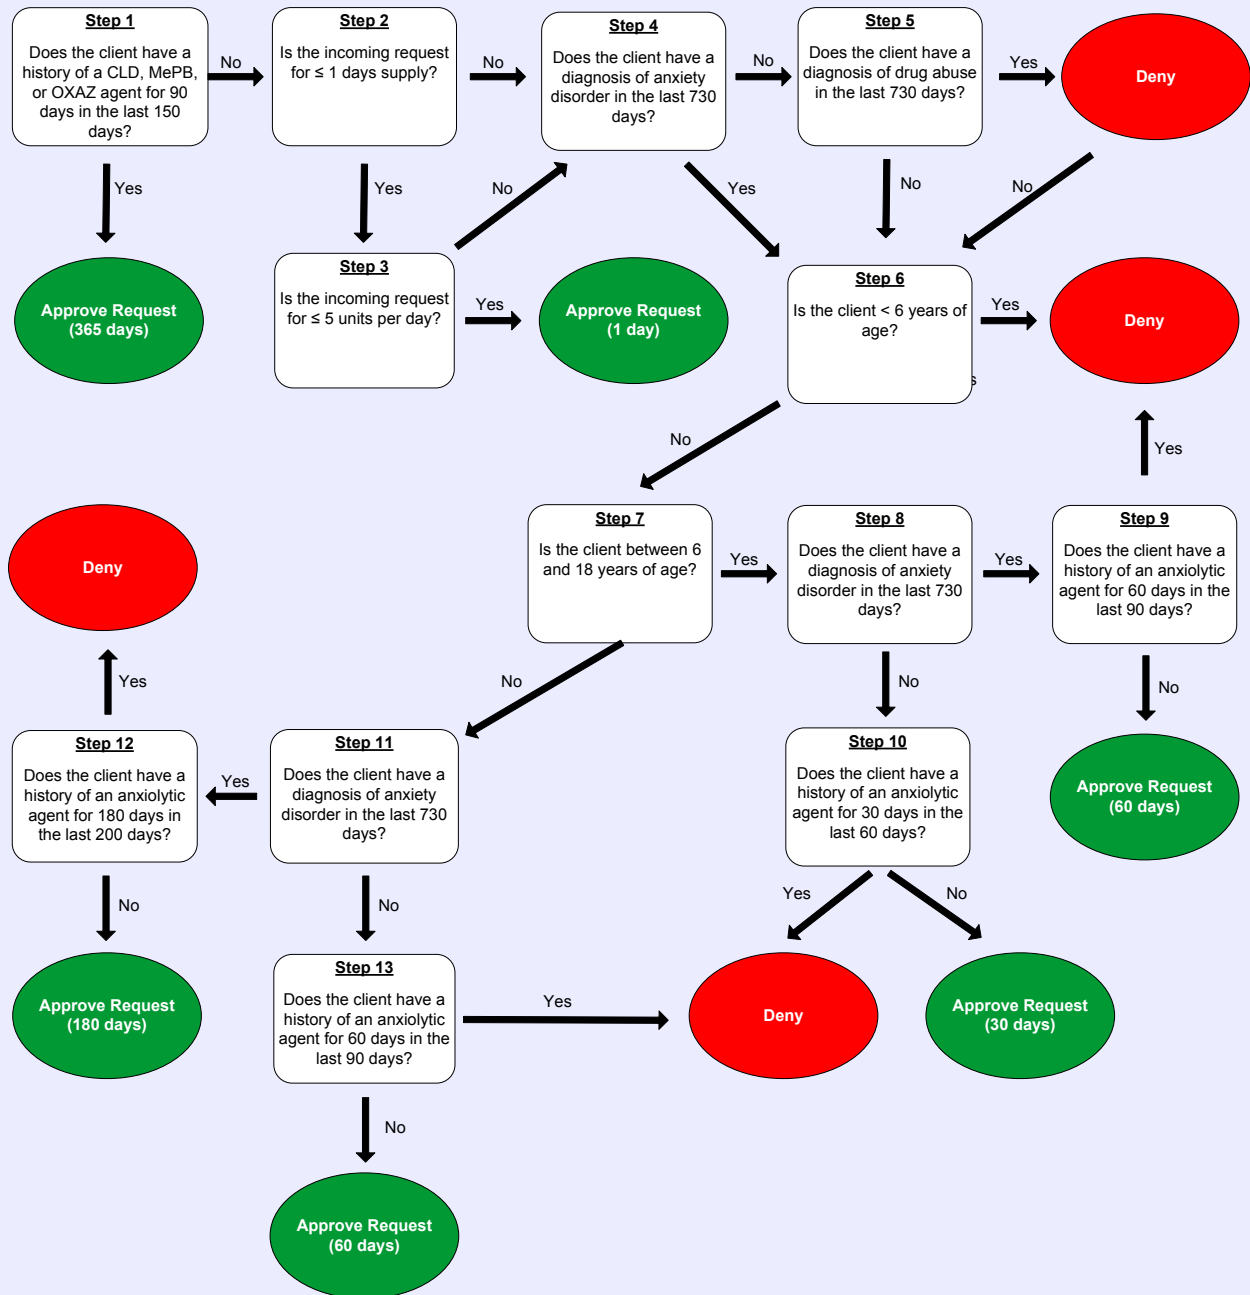 Step 1
Does the client have a
history of a CLD, MePB,
or OXAZ agent for 90
days in the last 150
days?
No
Step 2
Is the incoming request
for ≤ 1 days supply?
No
Step 4
Does the client have a
diagnosis of anxiety
disorder in the last 730
days?
No
Step 5
Does the client have a
diagnosis of drug abuse
in the last 730 days?
Yes
Deny
Yes
Yes
No
Yes
No
No
Approve Request
(365 days)
Step 3
Is the incoming request
for ≤ 5 units per day?
Yes
Approve Request
(1 day)
Step 6
Is the client < 6 years of
age?
Yes
Deny
s
No
Yes
Deny
Step 7
Is the client between 6
and 18 years of age?
Yes
Step 8
Does the client have a
diagnosis of anxiety
disorder in the last 730
days?
Yes
Step 9
Does the client have a
history of an anxiolytic
agent for 60 days in the
last 90 days?
Yes
No
No
No
Step 12
Does the client have a
history of an anxiolytic
agent for 180 days in
the last 200 days?
Yes
Step 11
Does the client have a
diagnosis of anxiety
disorder in the last 730
days?
Step 10
Does the client have a
history of an anxiolytic
agent for 30 days in the
last 60 days?
Approve Request
(60 days)
No
No
Yes
No
Approve Request
(180 days)
Step 13
Does the client have a
history of an anxiolytic
agent for 60 days in the
last 90 days?
Yes
Deny
Approve Request
(30 days)
No
Approve Request
(60 days)